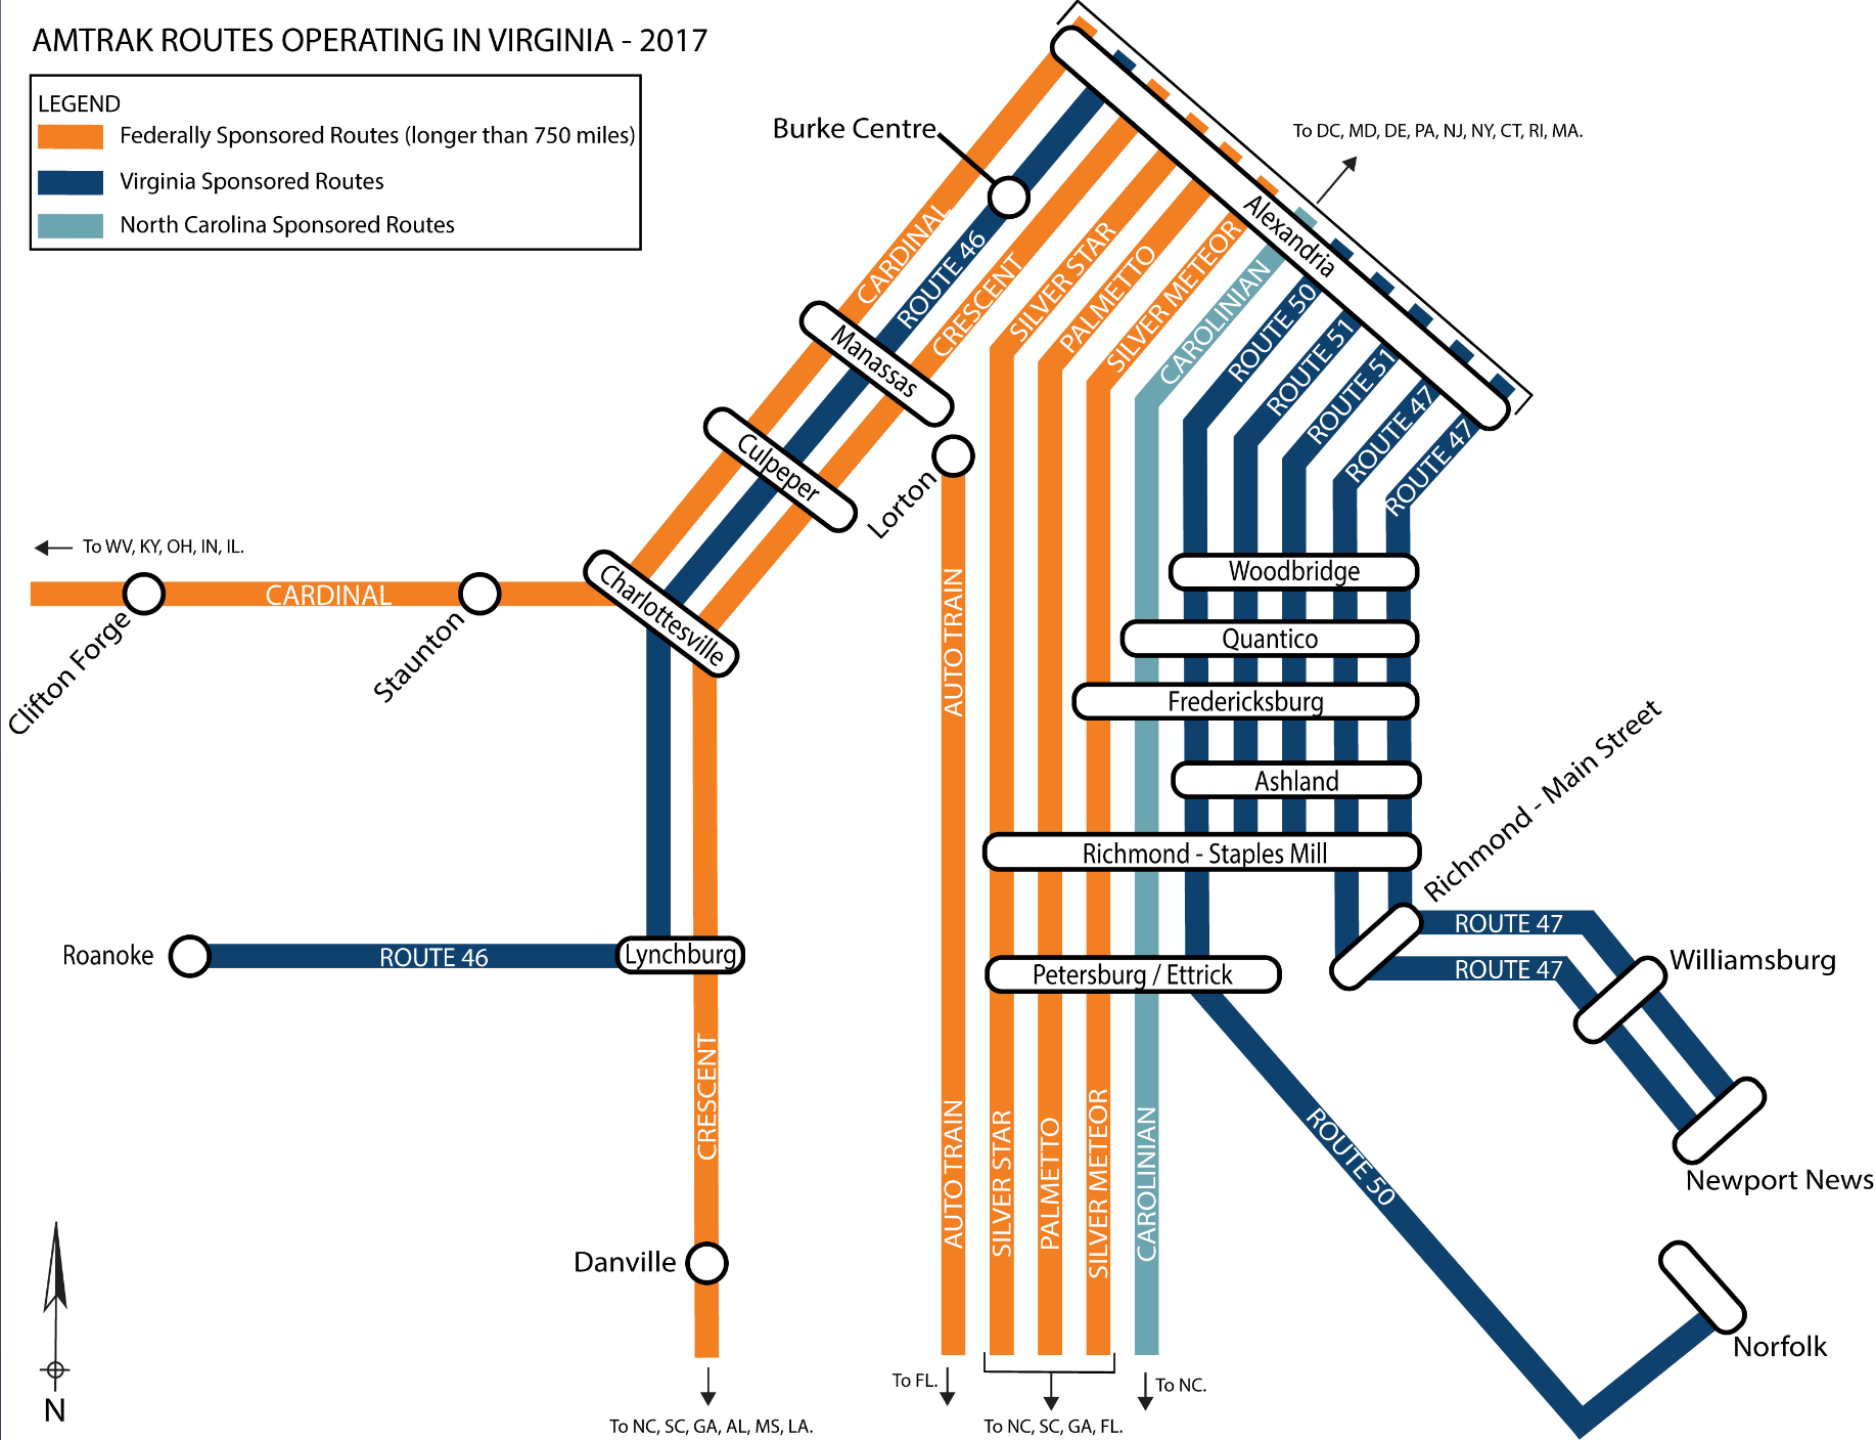 AMTRAK ROUTES OPERATING IN VIRGINIA - 2017
LEGEND
Federally Sponsored Routes (longer than 750 miles)
Virginia Sponsored Routes
North Carolina Sponsored Routes
Burke Centre
To DC, MD, DE, PA, NJ, NY, CT, RI, MA.
Alexandria
CARDINAL
ROUTE 46
CRESCENT
SILVER STAR
PALMETTO
SILVER METEOR
CAROLINIAN
ROUTE 50
ROUTE 51
ROUTE 51
ROUTE 47
ROUTE 47
Manassas
Culpeper
Lorton
To WV, KY, OH, IN, IL.
CARDINAL
Clifton Forge
Staunton
Charlottesville
AUTO TRAIN
Woodbridge
Quantico
Fredericksburg
Ashland
Richmond - Staples Mill
Richmond - Main Street
ROUTE 47
ROUTE 47
Williamsburg
Roanoke
ROUTE 46
Lynchburg
Petersburg / Ettrick
CRESCENT
AUTO TRAIN
SILVER STAR
PALMETTO
SILVER METEOR
CAROLINIAN
ROUTE 50
Newport News
Danville
Norfolk
To FL.
To NC.
To NC, SC, GA, AL, MS, LA.
To NC, SC, GA, FL.
N